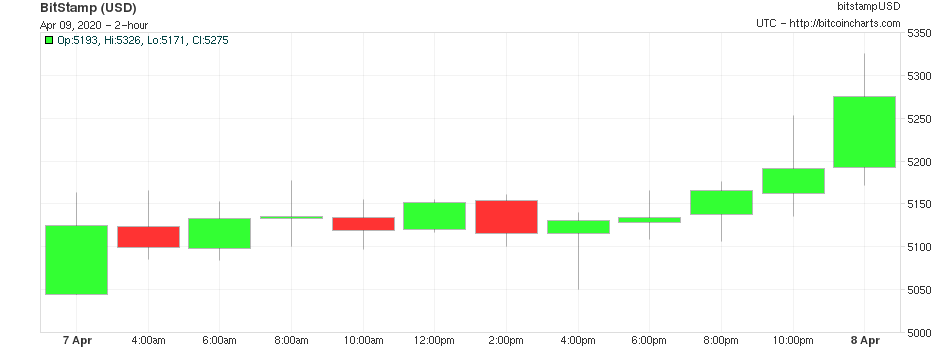 BitStamp (USD) bitstampUSD
Apr 09, 2020 - 2-hour UTC - http://bitcoincharts.com
Op:5193, Hi:5326, Lo:5171, Cl:5275
5350
5300
5250
5200
5150
5100
5050
5000
7 Apr 4:00am 6:00am 8:00am 10:00am 12:00pm 2:00pm 4:00pm 6:00pm 8:00pm 10:00pm 8 Apr